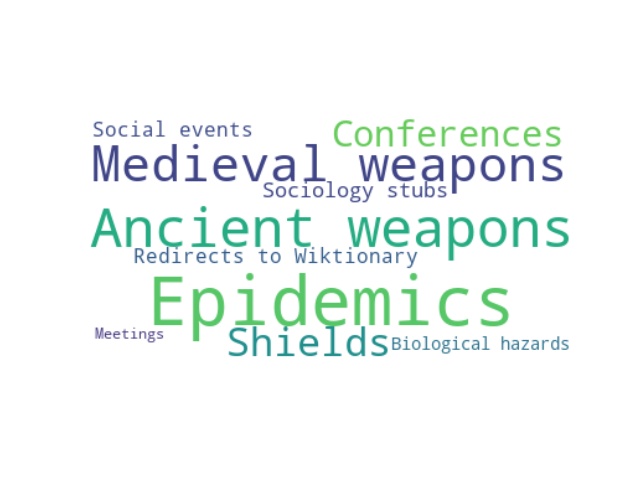 Social events
Conferences
Medieval weapons
Sociology stubs
Ancient weapons
Redirects to Wiktionary
Epidemics
Meetings
Shields
Biological hazards